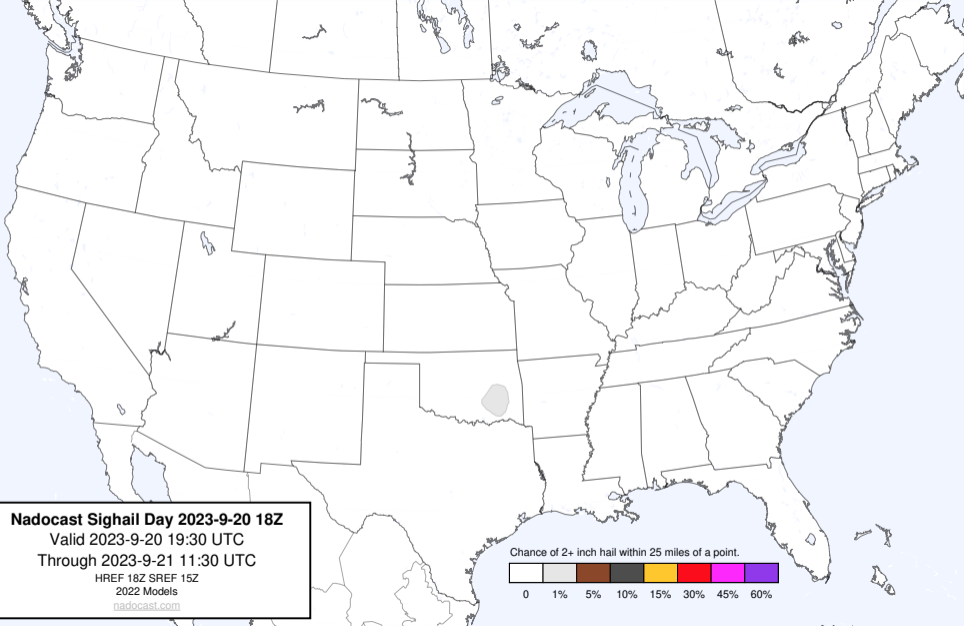 Nadocast Sighail Day 2023-9-20 18Z
Valid 2023-9-20 19:30 UTC
Through 2023-9-21 11:30 UTC
HREF 18Z SREF 15Z
2022 Models
nadocast.com
Chance of 2+ inch hail within 25 miles of a point.
0 1% 5% 10% 15% 30% 45% 60%